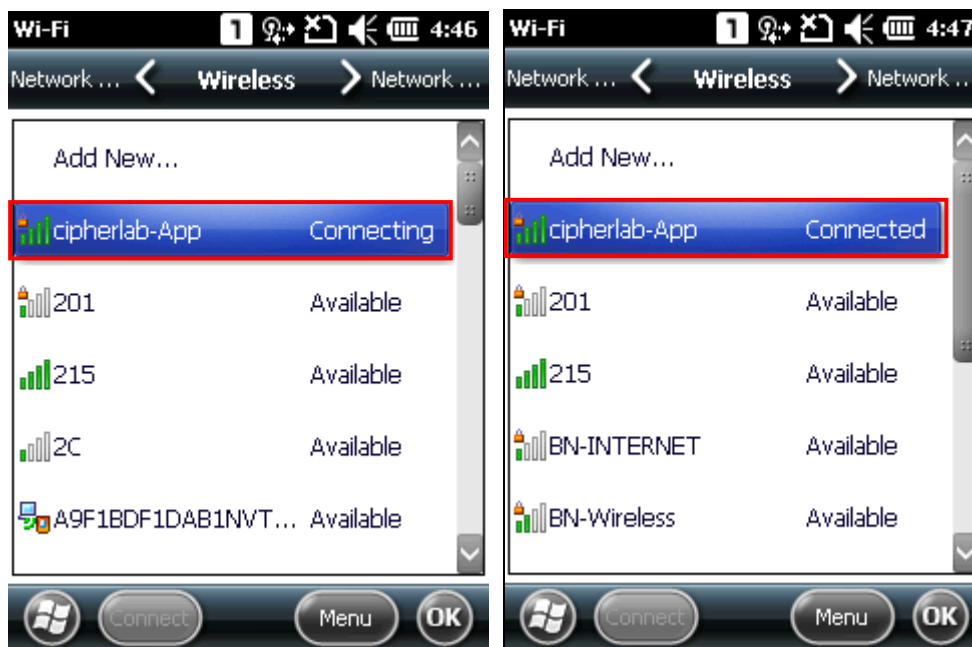 Wi-Fi 1 4:46
Network ... Wireless Network ...
Add New...
cipherlab-App Connecting
201 Available
215 Available
2C Available
A9F1BDF1DAB1NVT... Available
Connect Menu OK
Wi-Fi 1 4:47
Network ... Wireless Network ..
Add New...
cipherlab-App Connected
201 Available
215 Available
BN-INTERNET Available
BN-Wireless Available
Connect Menu OK